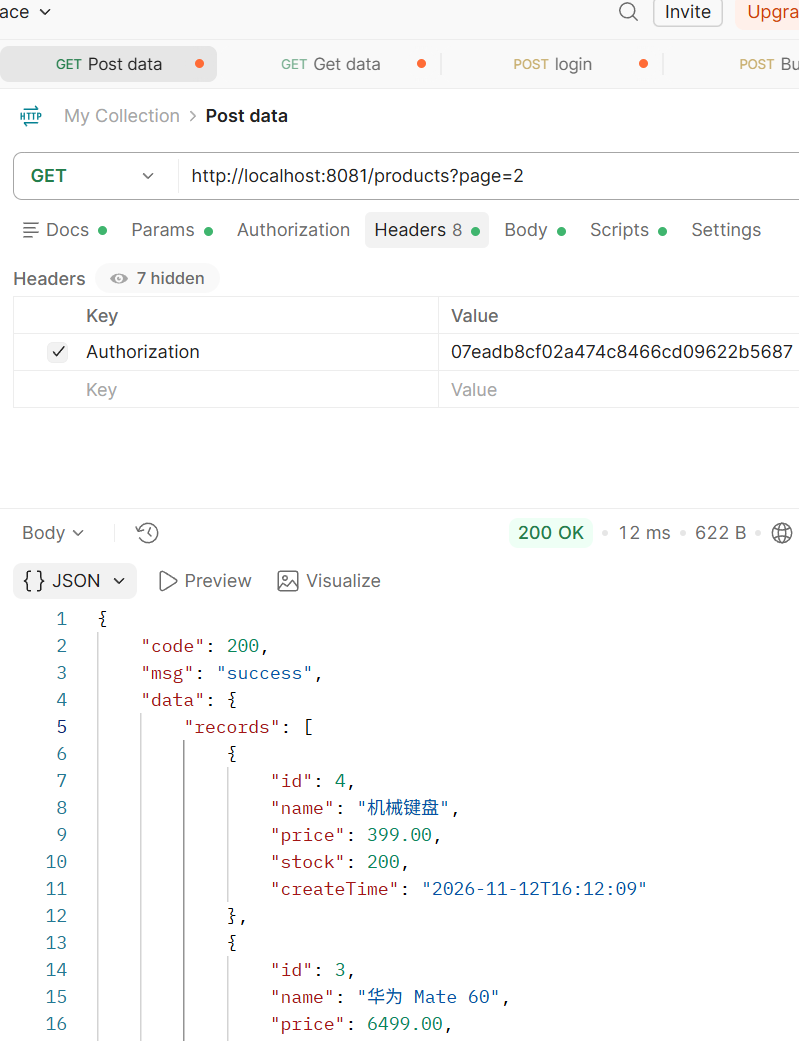 ace
Invite
Upgra
GET Post data
GET Get data
POST login
POST Bu
HTTP
My Collection > Post data
GET
http://localhost:8081/products?page=2
Docs
Params
Authorization
Headers 8
Body
Scripts
Settings
Headers
7 hidden
Key
Value
Authorization
07eadb8cf02a474c8466cd09622b5687
Key
Value
Body
200 OK
12 ms
622 B
{} JSON
Preview
Visualize
1 {
2 "code": 200,
3 "msg": "success",
4 "data": {
5 "records": [
6 {
7 "id": 4,
8 "name": "机械键盘",
9 "price": 399.00,
10 "stock": 200,
11 "createTime": "2026-11-12T16:12:09"
12 },
13 {
14 "id": 3,
15 "name": "华为 Mate 60",
16 "price": 6499.00,